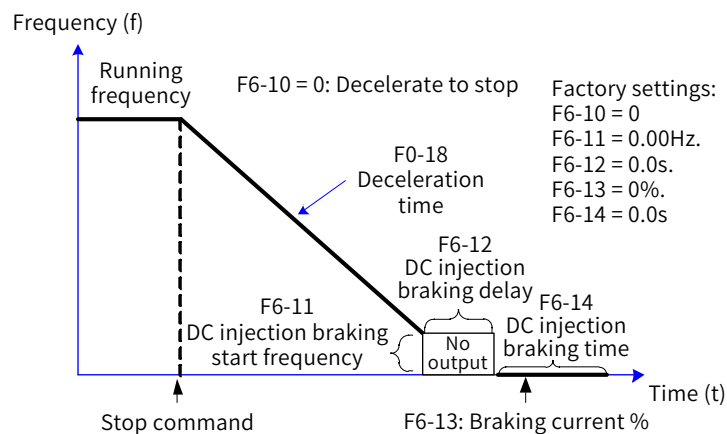 Frequency (f)
Running
frequency
F6-10 = 0: Decelerate to stop
Factory settings:
F6-10 = 0
F6-11 = 0.00Hz.
F6-12 = 0.0s.
F6-13 = 0%.
F6-14 = 0.0s
F0-18
Deceleration
time
F6-12
DC injection
braking delay
F6-11
DC injection braking
start frequency
No
output
F6-14
DC injection
braking time
Time (t)
Stop command
F6-13: Braking current %